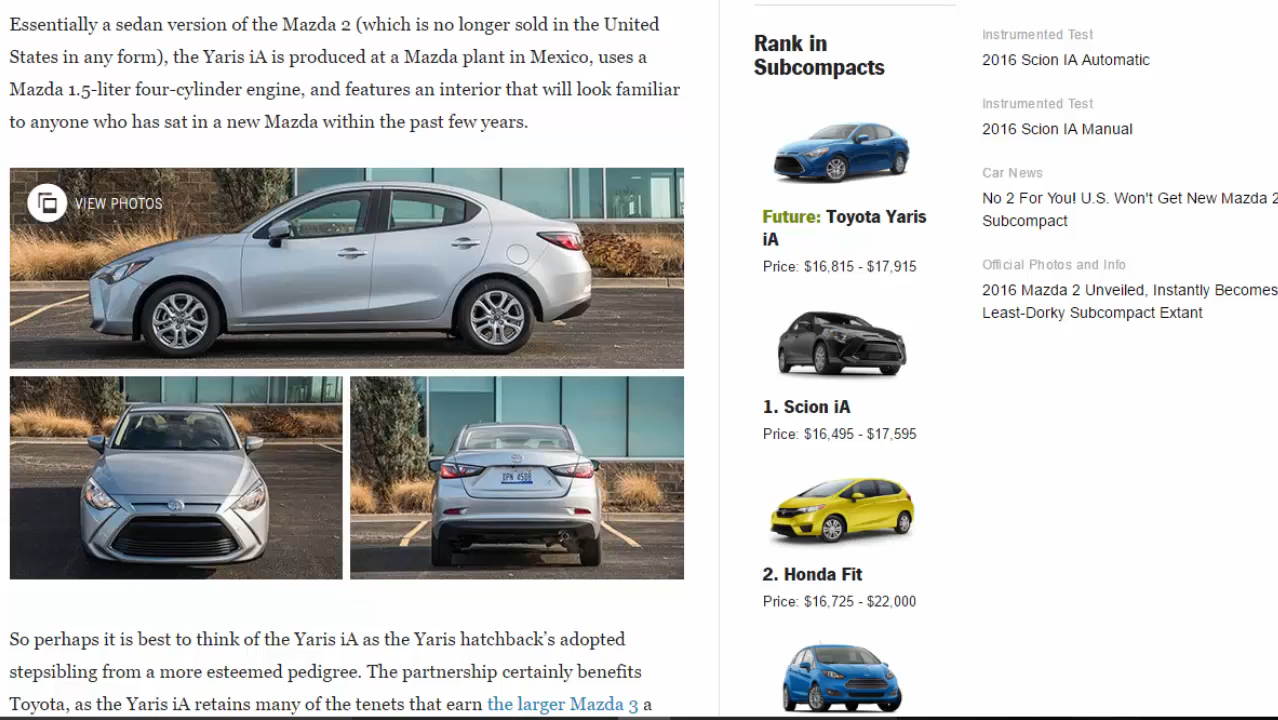 Essentially a sedan version of the Mazda 2 (which is no longer sold in the United
States in any form), the Yaris iA is produced at a Mazda plant in Mexico, uses a
Mazda 1.5-liter four-cylinder engine, and features an interior that will look familiar
to anyone who has sat in a new Mazda within the past few years.
VIEW PHOTOS
So perhaps it is best to think of the Yaris iA as the Yaris hatchback's adopted
stepsibling from a more esteemed pedigree. The partnership certainly benefits
Toyota, as the Yaris iA retains many of the tenets that earn the larger Mazda 3 a
Rank in
Subcompacts
Future: Toyota Yaris
iA
Price: $16,815 - $17,915
1. Scion iA
Price: $16,495 - $17,595
2. Honda Fit
Price: $16,725 - $22,000
Instrumented Test
2016 Scion IA Automatic
Instrumented Test
2016 Scion IA Manual
Car News
No 2 For You! U.S. Won't Get New Mazda 2
Subcompact
Official Photos and Info
2016 Mazda 2 Unveiled, Instantly Becomes
Least-Dorky Subcompact Extant